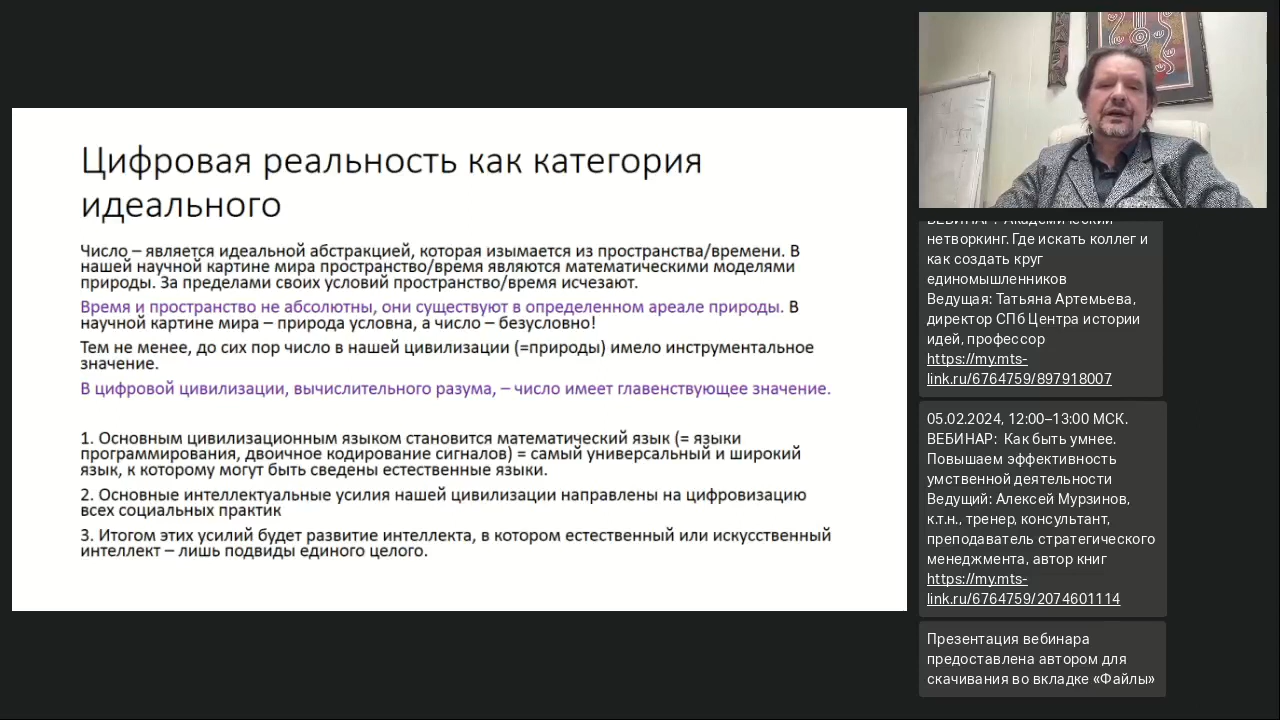 Цифровая реальность как категория
идеального
Число – является идеальной абстракцией, которая изымается из пространства/времени. В
нашей научной картине мира пространство/время являются математическими моделями
природы. За пределами своих условий пространство/время исчезают.
Время и пространство не абсолютны, они существуют в определенном ареале природы. В
научной картине мира – природа условна, а число – безусловно!
Тем не менее, до сих пор число в нашей цивилизации (=природы) имело инструментальное
значение.
В цифровой цивилизации, вычислительного разума, – число имеет главенствующее значение.
1. Основным цивилизационным языком становится математический язык (= языки
программирования, двоичное кодирование сигналов) = самый универсальный и широкий
язык, к которому могут быть сведены естественные языки.
2. Основные интеллектуальные усилия нашей цивилизации направлены на цифровизацию
всех социальных практик
3. Итогом этих усилий будет развитие интеллекта, в котором естественный или искусственный
интеллект – лишь подвиды единого целого.
ВЕБИНАР: Академический
нетворкинг. Где искать коллег и
как создать круг
единомышленников
Ведущая: Татьяна Артемьева,
директор СПб Центра истории
идей, профессор
https://my.mts-
link.ru/6764759/897918007
05.02.2024, 12:00–13:00 МСК.
ВЕБИНАР: Как быть умнее.
Повышаем эффективность
умственной деятельности
Ведущий: Алексей Мурзинов,
к.т.н., тренер, консультант,
преподаватель стратегического
менеджмента, автор книг
https://my.mts-
link.ru/6764759/2074601114
Презентация вебинара
предоставлена автором для
скачивания во вкладке «Файлы»